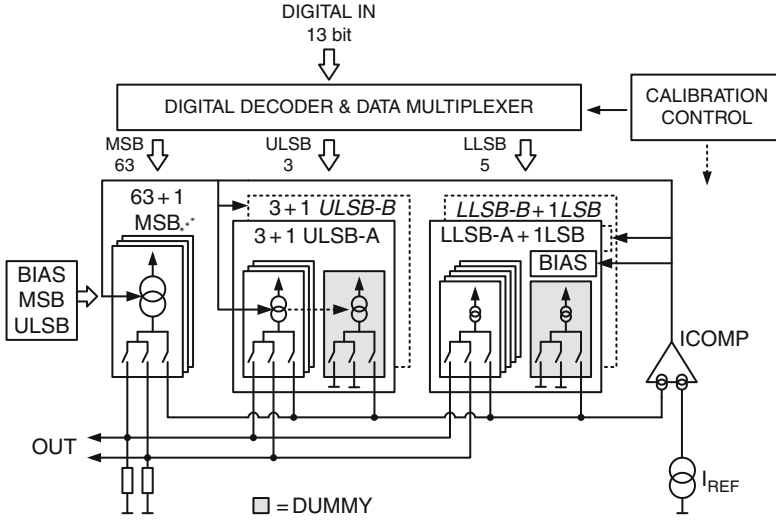 DIGITAL IN
13 bit
DIGITAL DECODER & DATA MULTIPLEXER
CALIBRATION
CONTROL
MSB
63
ULSB
3
LLSB
5
63+1
MSB
3+1 ULSB-B
3+1 ULSB-A
LLSB-B+1LSB
LLSB-A+1LSB
BIAS
BIAS
MSB
ULSB
ICOMP
OUT
IREF
= DUMMY